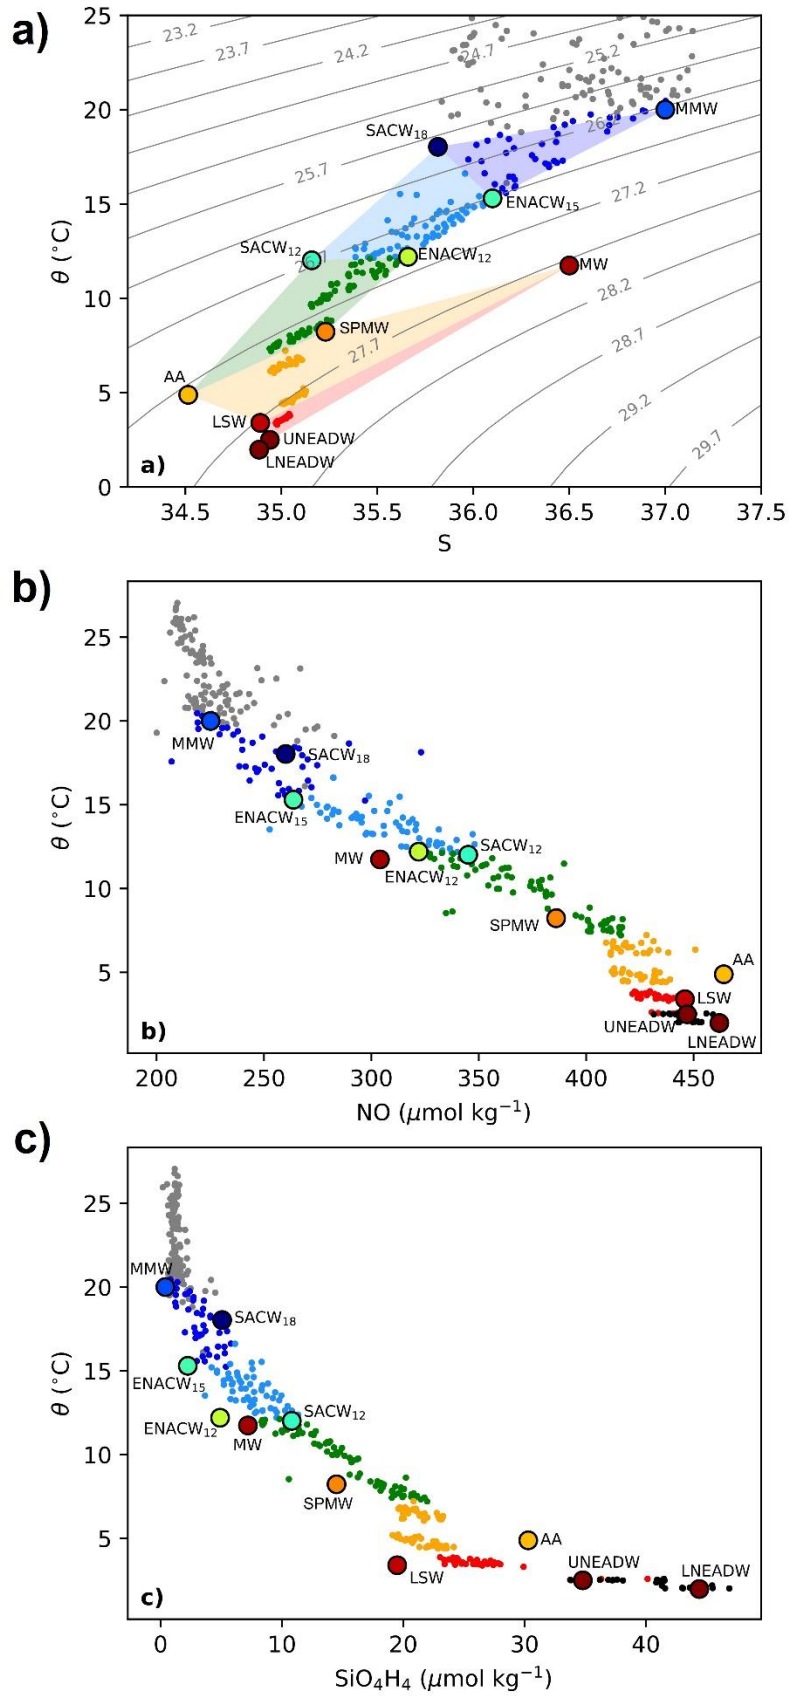 a)
25
20
15
10
5
0
θ (°C)
23.2
23.7
24.2
24.7
25.2
25.7
27.2
27.7
28.2
28.7
29.2
29.7
SACW18
MMW
ENACW15
SACW12
ENACW12
MW
SPMW
AA
LSW
UNEADW
LNEADW
a)
34.5 35.0 35.5 36.0 36.5 37.0 37.5
S
b)
25
20
15
10
5
θ (°C)
MMW
SACW18
ENACW15
MW
ENACW12
SACW12
SPMW
AA
LSW
UNEADW
LNEADW
b)
200 250 300 350 400 450
NO (μmol kg⁻¹)
c)
25
20
15
10
5
θ (°C)
MMW
SACW18
ENACW15
ENACW12
SACW12
MW
SPMW
AA
LSW
UNEADW
LNEADW
c)
0 10 20 30 40
SiO4H4 (μmol kg⁻¹)